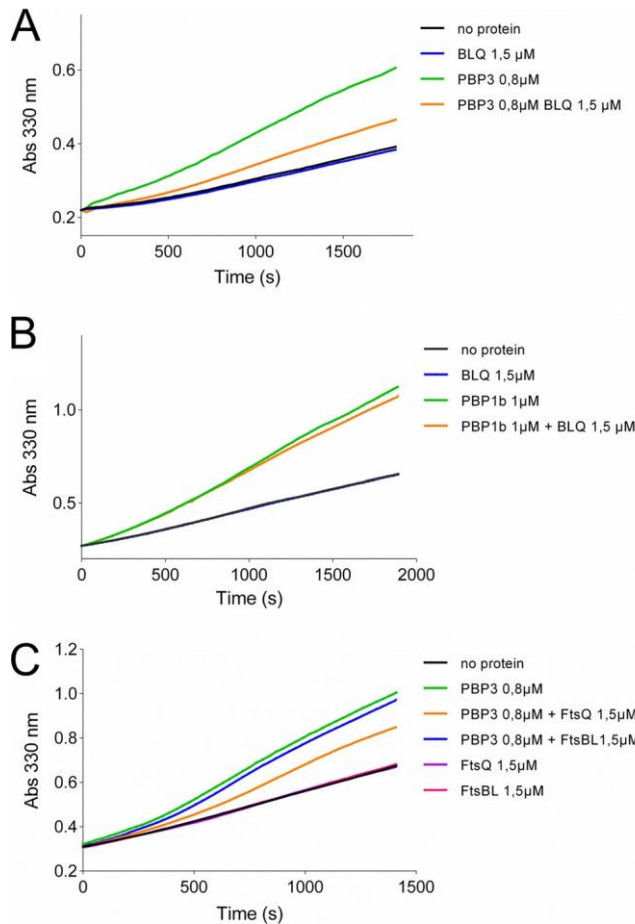 A
no protein
BLQ 1,5 µM
PBP3 0,8µM
PBP3 0,8µM BLQ 1,5 µM
Abs 330 nm
0.6
0.4
0.2
0 500 1000 1500
Time (s)
B
no protein
BLQ 1,5µM
PBP1b 1µM
PBP1b 1µM + BLQ 1,5 µM
Abs 330 nm
1.0
0.5
0 500 1000 1500 2000
Time (s)
C
no protein
PBP3 0,8µM
PBP3 0,8µM + FtsQ 1,5µM
PBP3 0,8µM + FtsBL1,5µM
FtsQ 1,5µM
FtsBL 1,5µM
Abs 330 nm
1.2
1.0
0.8
0.6
0.4
0.2
0 500 1000 1500
Time (s)